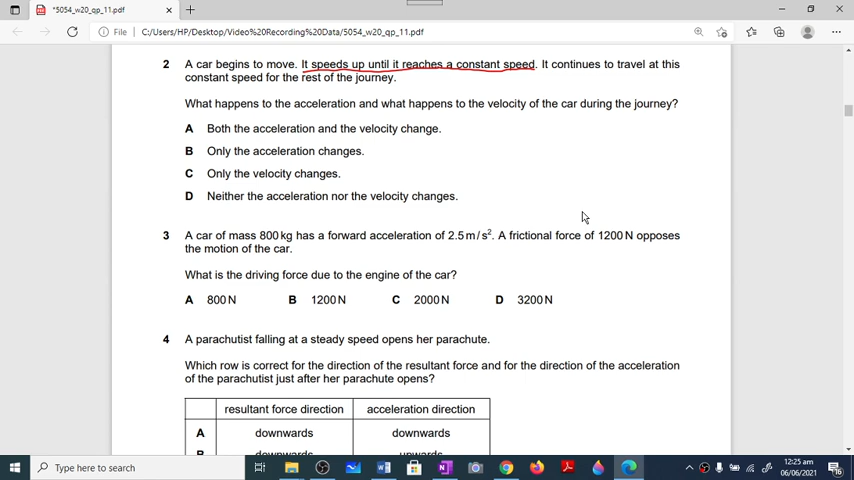 *5054_w20_qp_11.pdf
File C:/Users/HP/Desktop/Video%20Recording%20Data/5054_w20_qp_11.pdf
2 A car begins to move. It speeds up until it reaches a constant speed. It continues to travel at this
constant speed for the rest of the journey.
What happens to the acceleration and what happens to the velocity of the car during the journey?
A Both the acceleration and the velocity change.
B Only the acceleration changes.
C Only the velocity changes.
D Neither the acceleration nor the velocity changes.
3 A car of mass 800 kg has a forward acceleration of 2.5 m/s². A frictional force of 1200 N opposes
the motion of the car.
What is the driving force due to the engine of the car?
A 800 N B 1200 N C 2000 N D 3200 N
4 A parachutist falling at a steady speed opens her parachute.
Which row is correct for the direction of the resultant force and for the direction of the acceleration
of the parachutist just after her parachute opens?
resultant force direction acceleration direction
A downwards downwards
B downwards upwards
Type here to search
12:25 am
06/06/2021
16